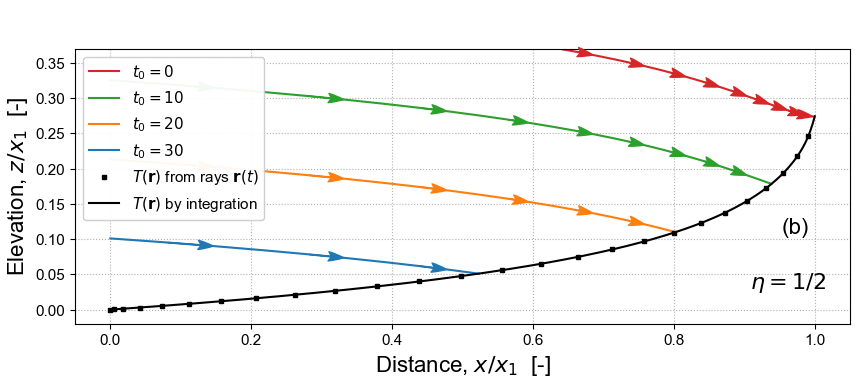 Elevation, z/x₁ [-]
0.35
0.30
0.25
0.20
0.15
0.10
0.05
0.00
t₀ = 0
t₀ = 10
t₀ = 20
t₀ = 30
T(r) from rays r(t)
T(r) by integration
(b)
η = 1/2
0.0 0.2 0.4 0.6 0.8 1.0
Distance, x/x₁ [-]